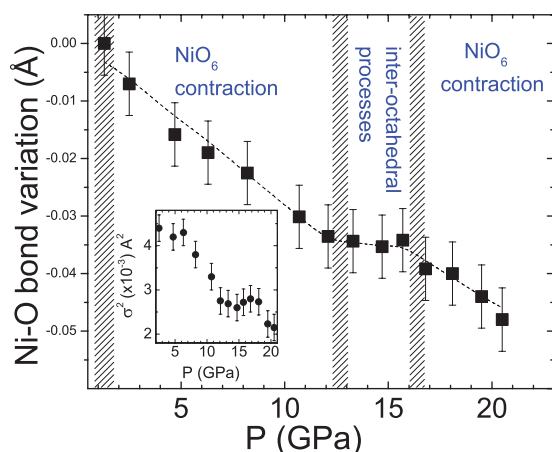 Ni-O bond variation (Å)
0.00
-0.01
-0.02
-0.03
-0.04
-0.05
NiO6
contraction
inter-octahedral
processes
NiO6
contraction
σ2 (x10-3) A2
4
3
2
5 10 15 20
P (GPa)
5 10 15 20
P (GPa)